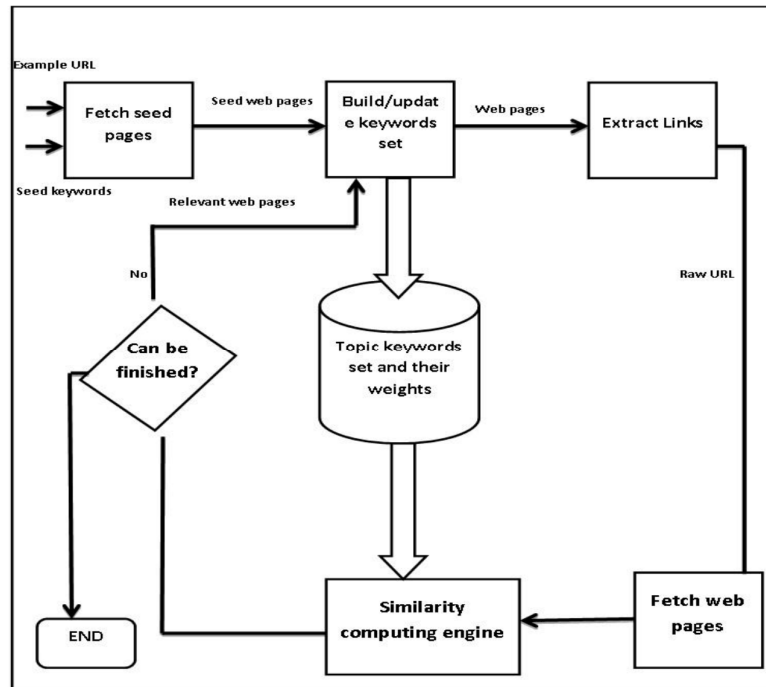 Example URL
Fetch seed
pages
Seed web pages
Build/updat
e keywords
set
Web pages
Extract Links
Seed keywords
Relevant web pages
No
Raw URL
Can be
finished?
Topic keywords
set and their
weights
END
Similarity
computing engine
Fetch web
pages